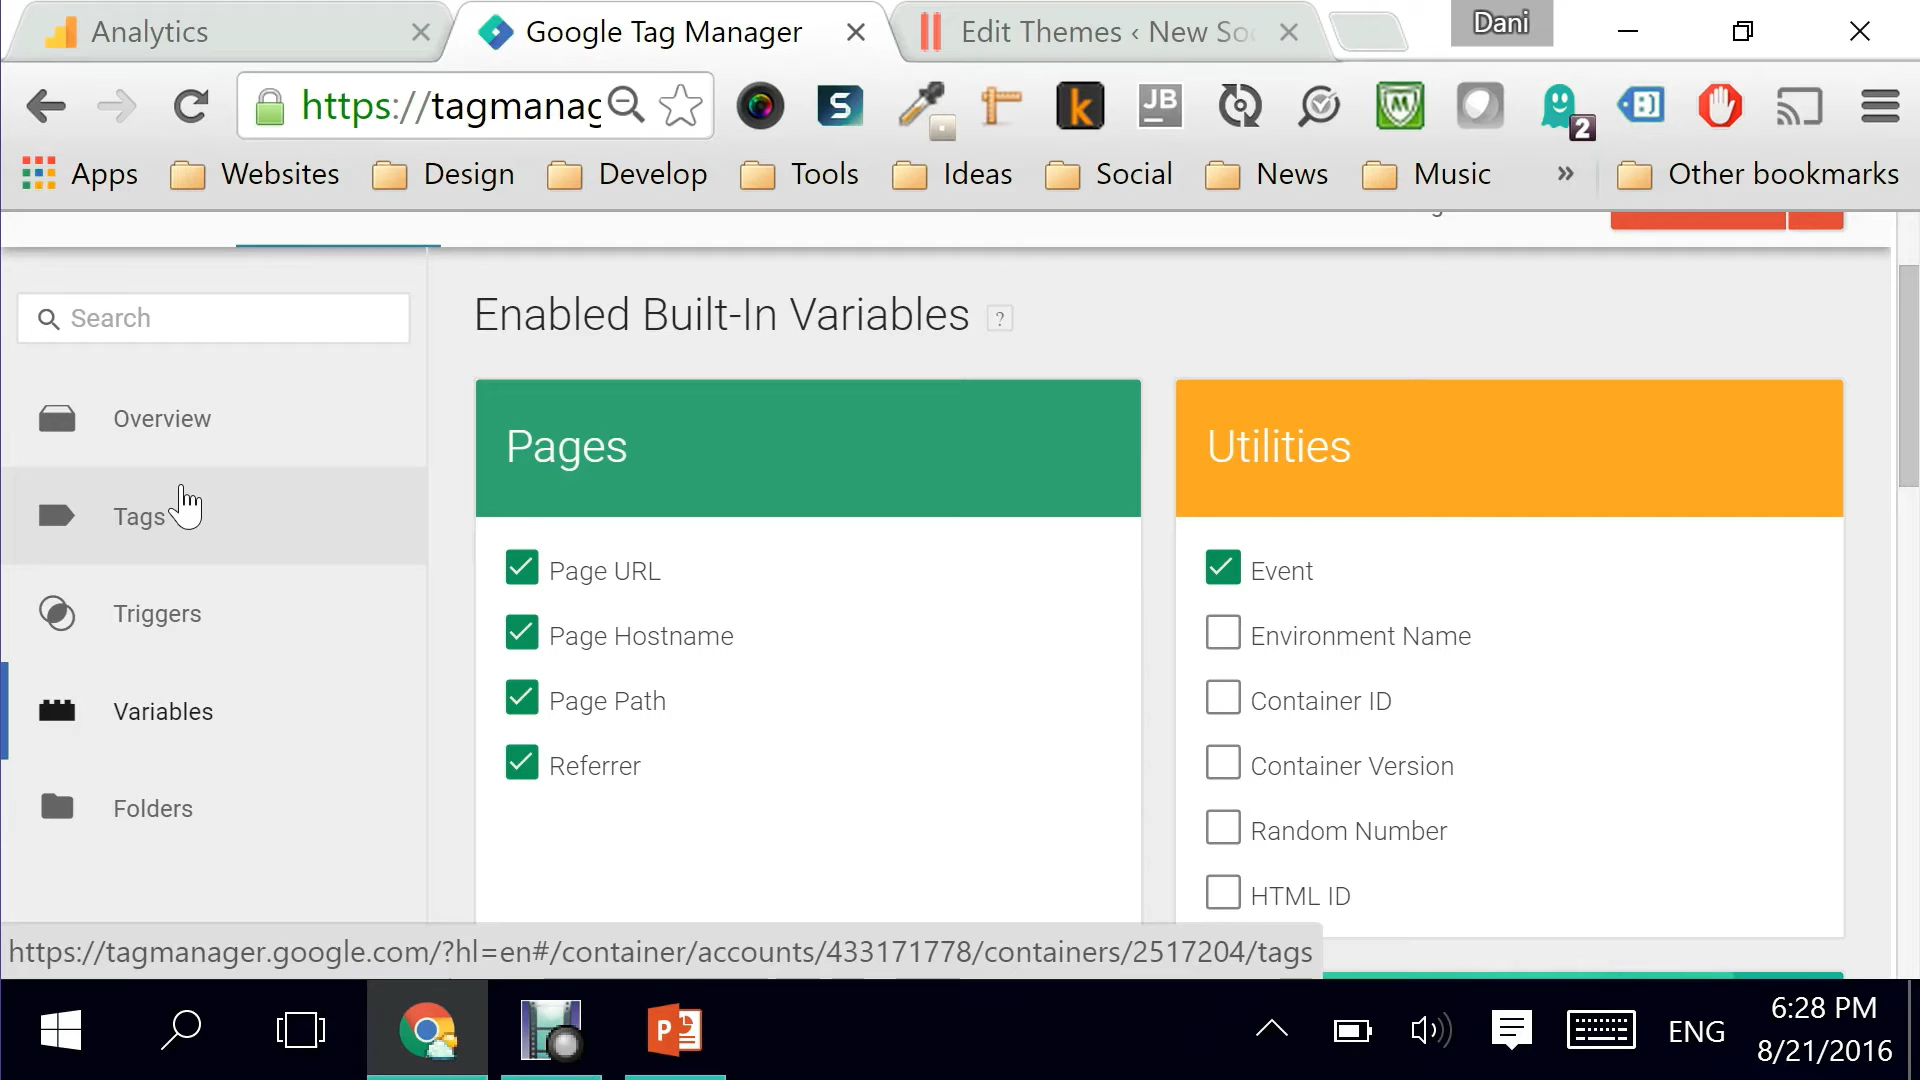 Analytics
Google Tag Manager
Edit Themes ‹ New Soc
Dani
https://tagmanag
S
k
JB
M
2
B
Apps
Websites
Design
Develop
Tools
Ideas
Social
News
Music
»
Other bookmarks
Search
Enabled Built-In Variables ?
Overview
Tags
Triggers
Variables
Folders
Pages
Page URL
Page Hostname
Page Path
Referrer
Utilities
Event
Environment Name
Container ID
Container Version
Random Number
HTML ID
https://tagmanager.google.com/?hl=en#/container/accounts/433171778/containers/2517204/tags
P
ENG
6:28 PM
8/21/2016